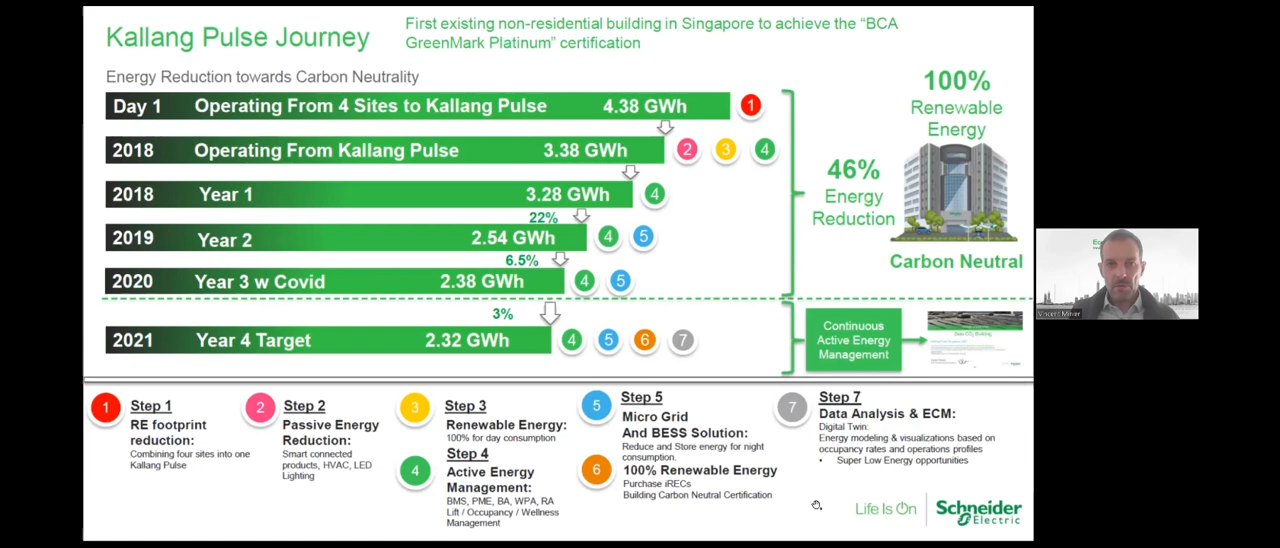 Kallang Pulse Journey
First existing non-residential building in Singapore to achieve the “BCA
GreenMark Platinum” certification
Energy Reduction towards Carbon Neutrality
Day 1 Operating From 4 Sites to Kallang Pulse 4.38 GWh 1
2018 Operating From Kallang Pulse 3.38 GWh 2 3 4
2018 Year 1 3.28 GWh 4
22%
2019 Year 2 2.54 GWh 4 5
6.5%
2020 Year 3 w Covid 2.38 GWh 4 5
3%
2021 Year 4 Target 2.32 GWh 4 5 6 7
46%
Energy
Reduction
100%
Renewable
Energy
Carbon Neutral
Continuous
Active Energy
Management
Vincent Minier
1 Step 1
RE footprint
reduction:
Combining four sites into one
Kallang Pulse
2 Step 2
Passive Energy
Reduction:
Smart connected
products, HVAC, LED
Lighting
3 Step 3
Renewable Energy:
100% for day consumption
4 Step 4
Active Energy
Management:
BMS, PME, BA, WPA, RA
Lift / Occupancy / Wellness
Management
5 Step 5
Micro Grid
And BESS Solution:
Reduce and Store energy for night
consumption.
6 100% Renewable Energy
Purchase iRECs
Building Carbon Neutral Certification
7 Step 7
Data Analysis & ECM:
Digital Twin:
Energy modeling & visualizations based on
occupancy rates and operations profiles
• Super Low Energy opportunities
Life Is On
Schneider
Electric